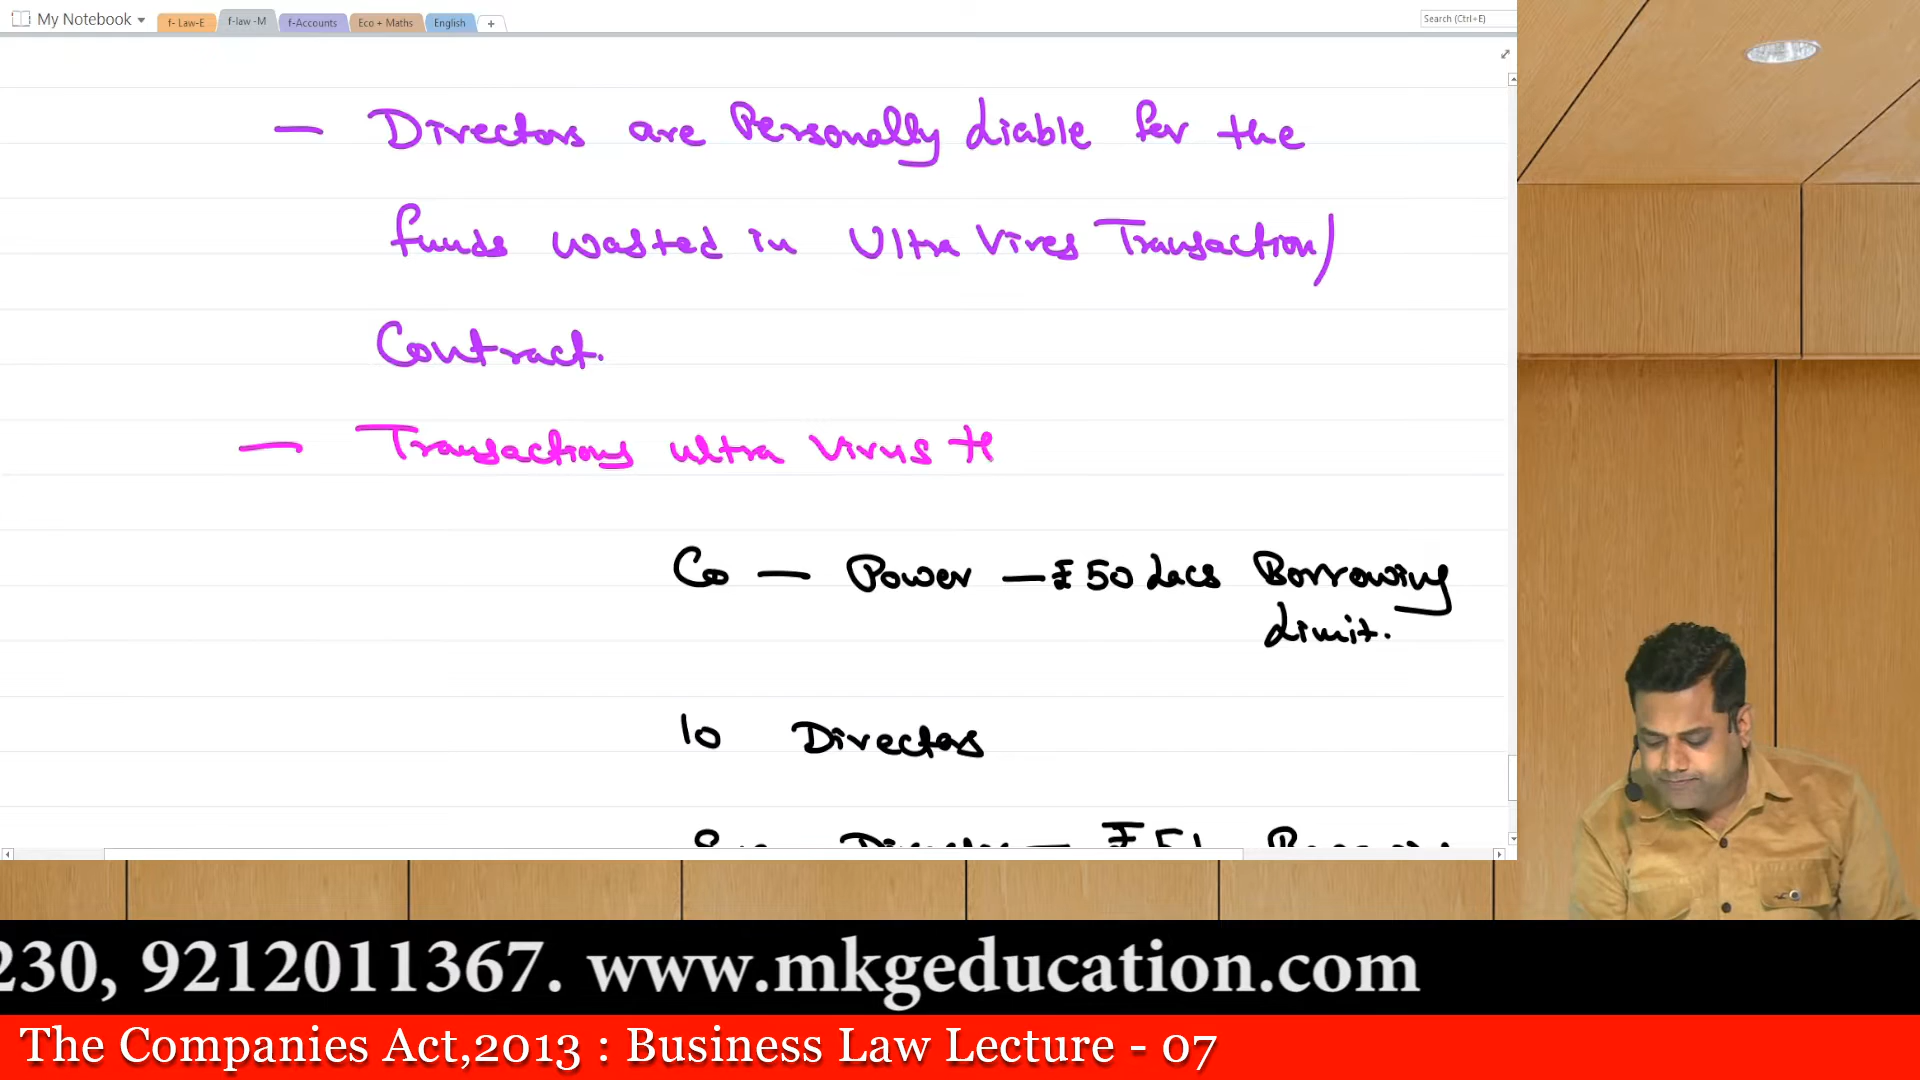 My Notebook
f- Law-E
f-law -M
f-Accounts
Eco + Maths
English
+
Search (Ctrl+E)
— Directors are Personally Liable for the
funds wasted in Ultra Vires Transaction/
Contract.
— Transactions ultra Virus
Co — Power — ₹ 50 Lacs Borrowing
Limit.
10 Directors
₹ 51
230, 9212011367. www.mkgeducation.com
The Companies Act,2013 : Business Law Lecture - 07